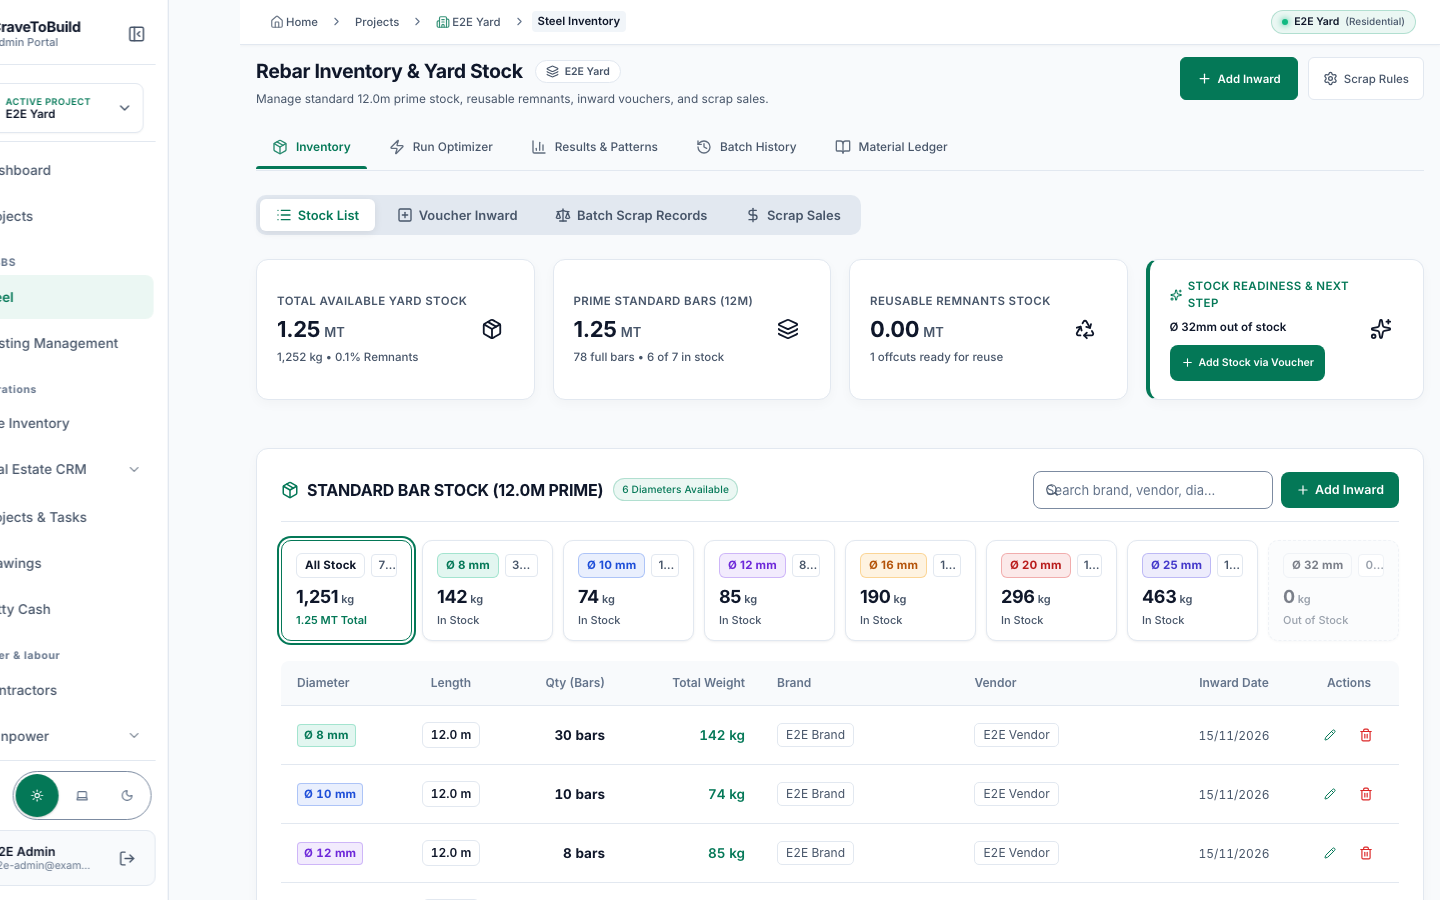 raveToBuild
dmin Portal
ACTIVE PROJECT
E2E Yard
shboard
ojects
BS
eel
sting Management
rations
e Inventory
al Estate CRM
ojects & Tasks
awings
tty Cash
er & labour
ntractors
npower
2E Admin
2e-admin@exam...
Home
Projects
E2E Yard
Steel Inventory
E2E Yard (Residential)
Rebar Inventory & Yard Stock
E2E Yard
Manage standard 12.0m prime stock, reusable remnants, inward vouchers, and scrap sales.
Add Inward
Scrap Rules
Inventory
Run Optimizer
Results & Patterns
Batch History
Material Ledger
Stock List
Voucher Inward
Batch Scrap Records
Scrap Sales
TOTAL AVAILABLE YARD STOCK
1.25 MT
1,252 kg • 0.1% Remnants
PRIME STANDARD BARS (12M)
1.25 MT
78 full bars • 6 of 7 in stock
REUSABLE REMNANTS STOCK
0.00 MT
1 offcuts ready for reuse
STOCK READINESS & NEXT
STEP
Ø 32mm out of stock
Add Stock via Voucher
STANDARD BAR STOCK (12.0M PRIME)
6 Diameters Available
Search brand, vendor, dia...
Add Inward
All Stock 7...
1,251 kg
1.25 MT Total
Ø 8 mm 3...
142 kg
In Stock
Ø 10 mm 1...
74 kg
In Stock
Ø 12 mm 8...
85 kg
In Stock
Ø 16 mm 1...
190 kg
In Stock
Ø 20 mm 1...
296 kg
In Stock
Ø 25 mm 1...
463 kg
In Stock
Ø 32 mm 0...
0 kg
Out of Stock
Diameter Length Qty (Bars) Total Weight Brand Vendor Inward Date Actions
Ø 8 mm 12.0 m 30 bars 142 kg E2E Brand E2E Vendor 15/11/2026
Ø 10 mm 12.0 m 10 bars 74 kg E2E Brand E2E Vendor 15/11/2026
Ø 12 mm 12.0 m 8 bars 85 kg E2E Brand E2E Vendor 15/11/2026